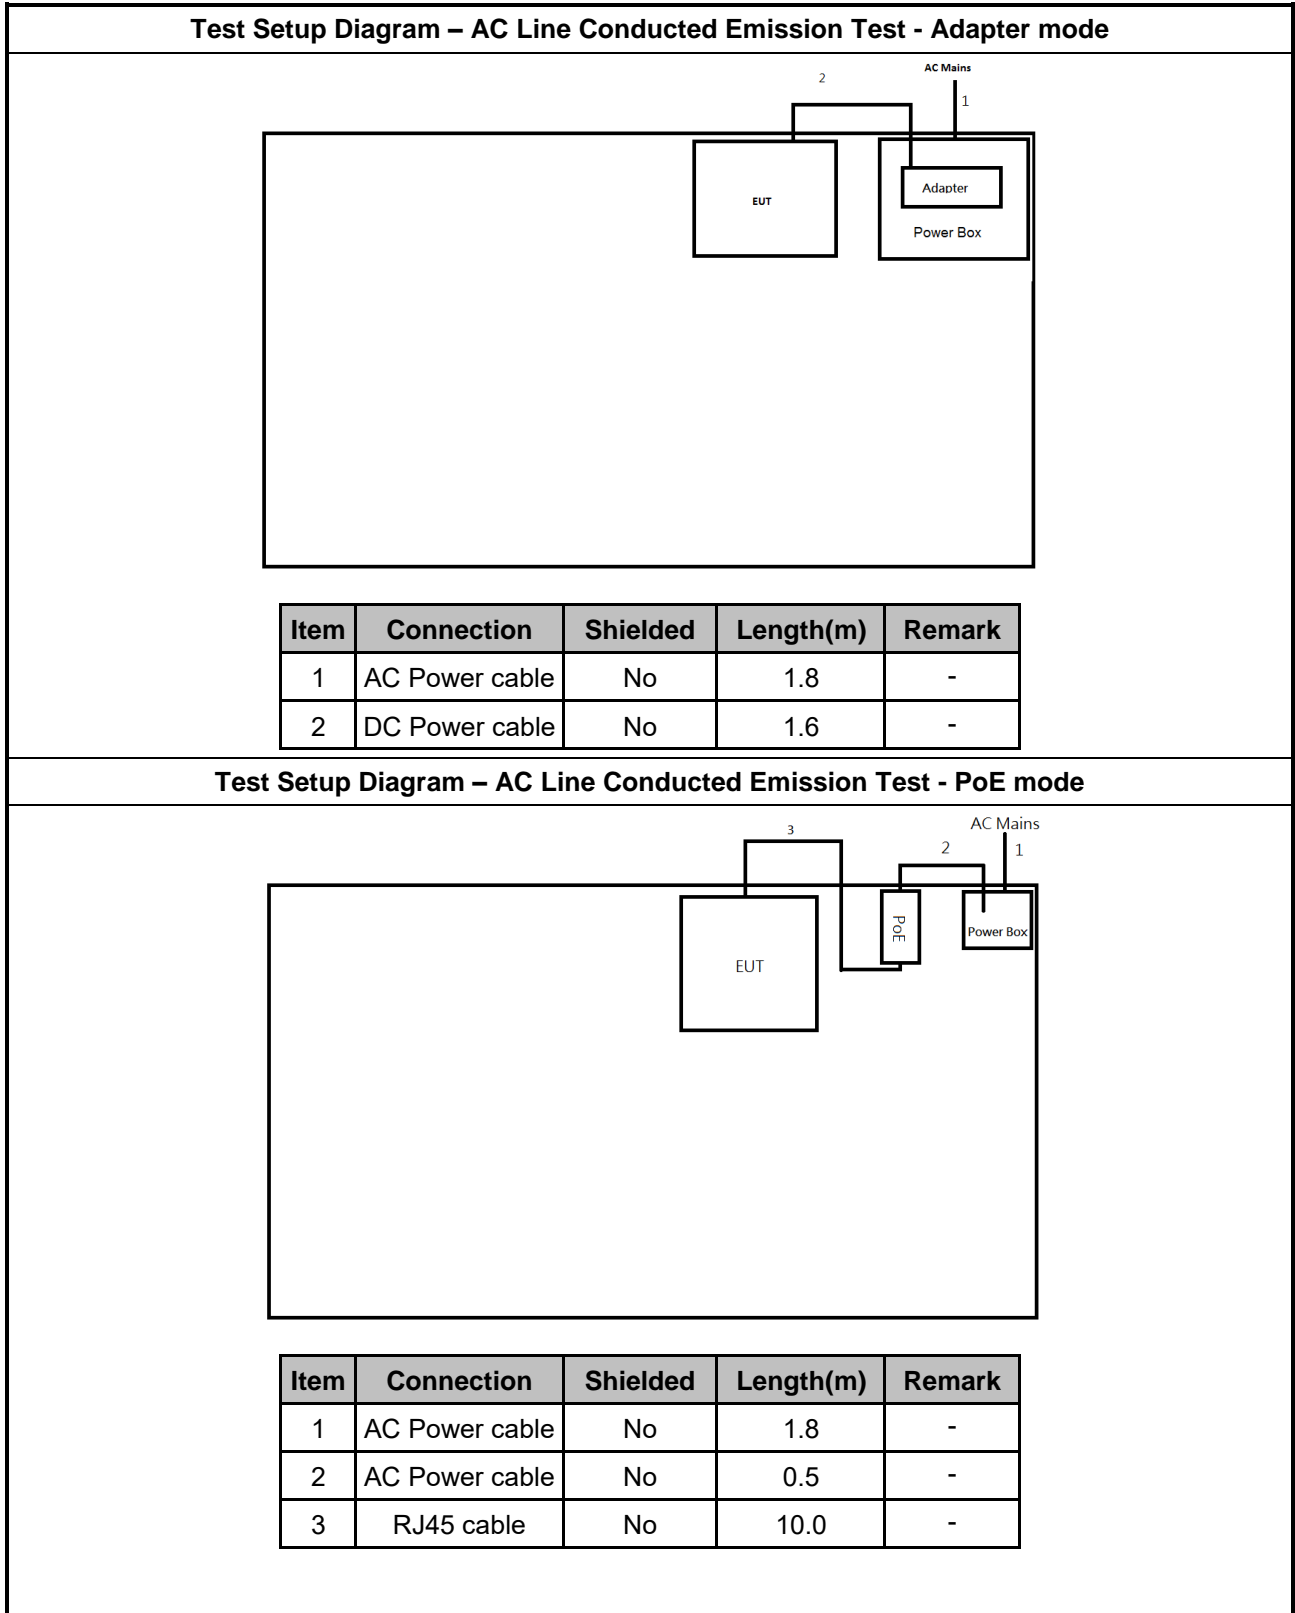 Test Setup Diagram – AC Line Conducted Emission Test - Adapter mode
AC Mains
2
1
EUT
Adapter
Power Box
Item Connection Shielded Length(m) Remark
1 AC Power cable No 1.8 -
2 DC Power cable No 1.6 -
Test Setup Diagram – AC Line Conducted Emission Test - PoE mode
AC Mains
3
2
1
PoE
Power Box
EUT
Item Connection Shielded Length(m) Remark
1 AC Power cable No 1.8 -
2 AC Power cable No 0.5 -
3 RJ45 cable No 10.0 -